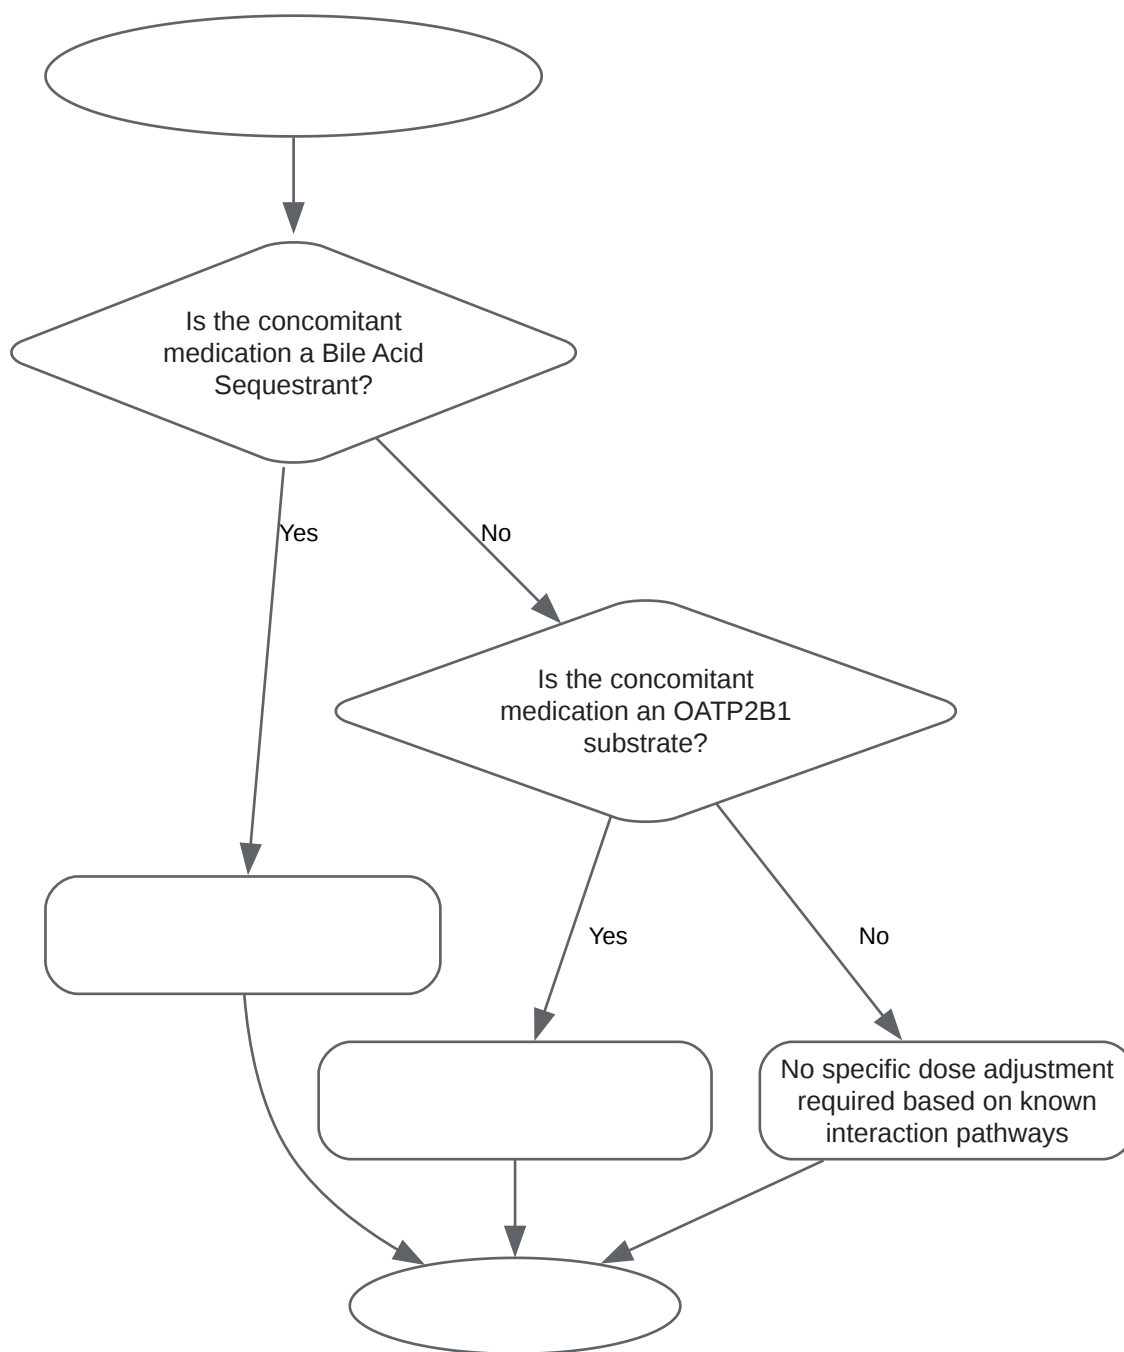 Is the concomitant
medication a Bile Acid
Sequestrant?
Yes
No
Is the concomitant
medication an OATP2B1
substrate?
Yes
No
No specific dose adjustment
required based on known
interaction pathways